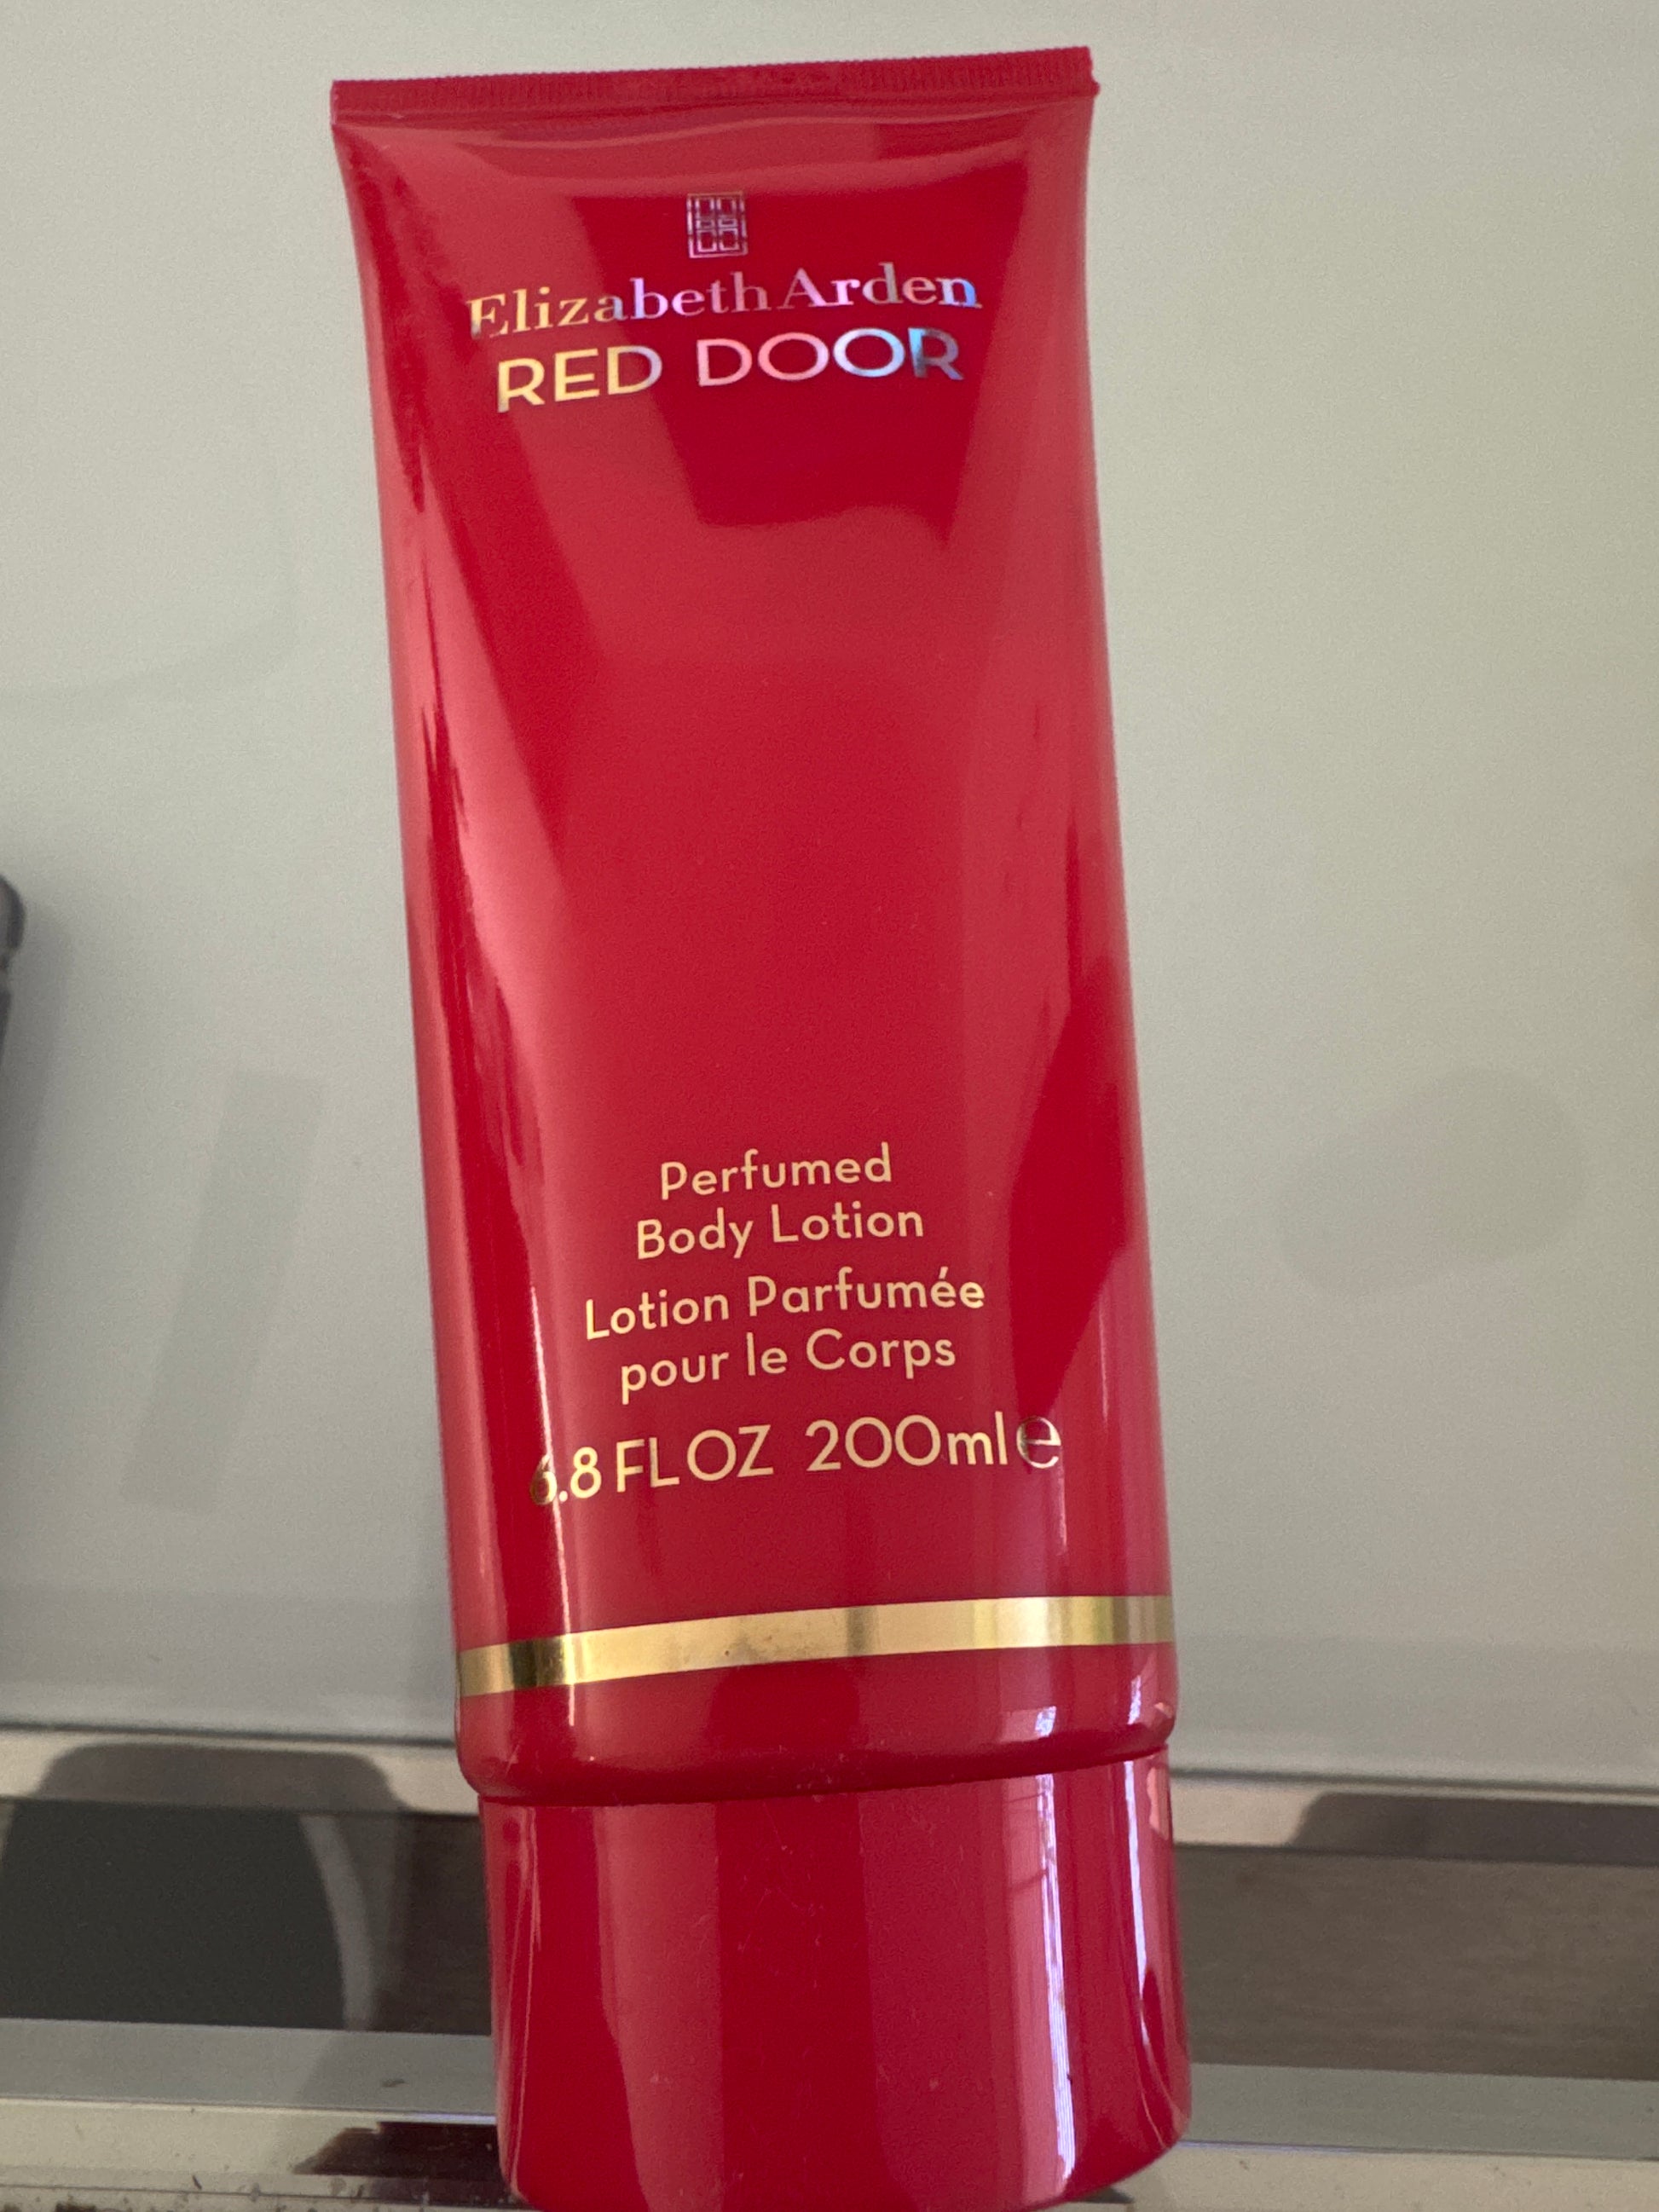 Elizabeth Arden
RED DOOR
Perfumed
Body Lotion
Lotion Parfumée
pour le Corps
6.8 FL OZ 200ml e